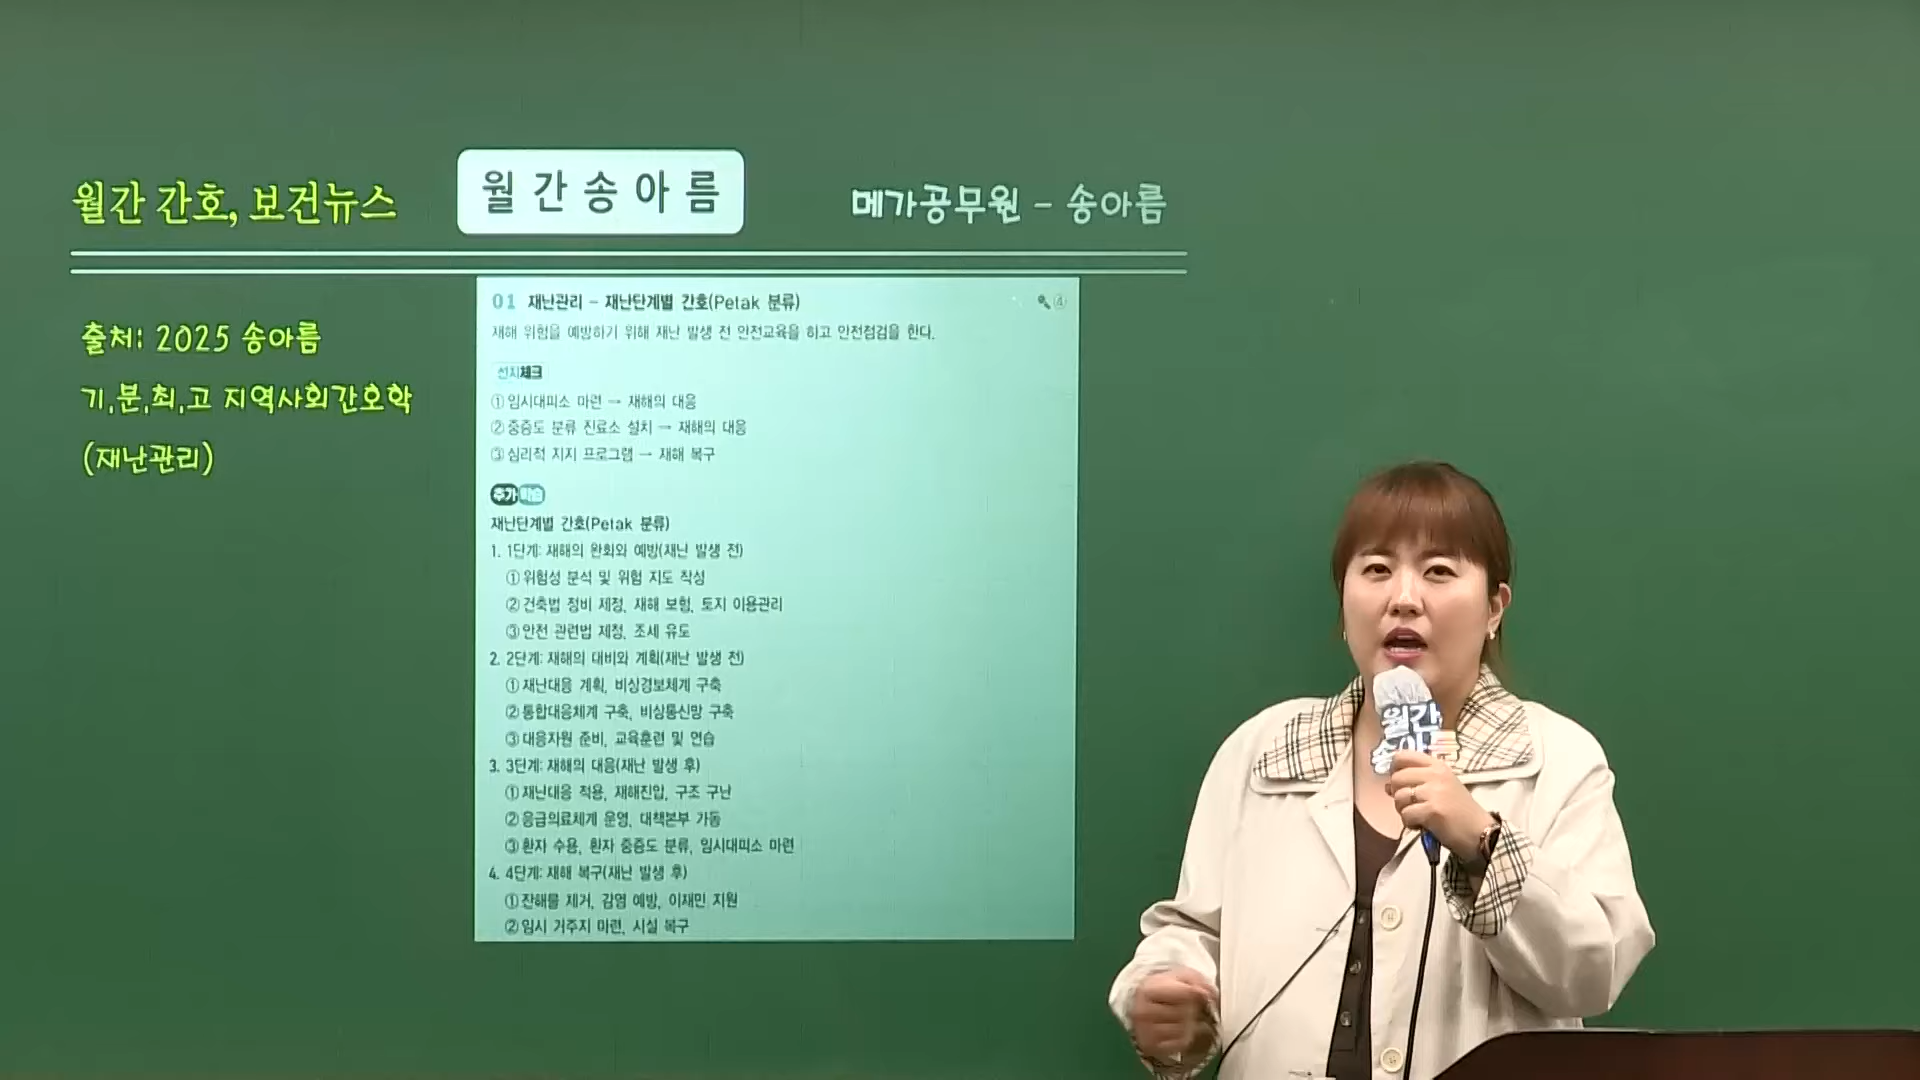 월간 간호, 보건뉴스
월간송아름
메가공무원 - 송아름
출처: 2025 송아름
기,분,최,고 지역사회간호학
(재난관리)
01 재난관리 - 재난단계별 간호(Petak 분류)
④
재해 위험을 예방하기 위해 재난 발생 전 안전교육을 하고 안전점검을 한다.
선지체크
① 임시대피소 마련 → 재해의 대응
② 중증도 분류 진료소 설치 → 재해의 대응
③ 심리적 지지 프로그램 → 재해 복구
추가학습
재난단계별 간호(Petak 분류)
1. 1단계: 재해의 완화와 예방(재난 발생 전)
① 위험성 분석 및 위험 지도 작성
② 건축법 정비 제정, 재해 보험, 토지 이용관리
③ 안전 관련법 제정, 조세 유도
2. 2단계: 재해의 대비와 계획(재난 발생 전)
① 재난대응 계획, 비상경보체계 구축
② 통합대응체계 구축, 비상통신망 구축
③ 대응자원 준비, 교육훈련 및 연습
3. 3단계: 재해의 대응(재난 발생 후)
① 재난대응 적용, 재해진압, 구조 구난
② 응급의료체계 운영, 대책본부 가동
③ 환자 수용, 환자 중증도 분류, 임시대피소 마련
4. 4단계: 재해 복구(재난 발생 후)
① 잔해물 제거, 감염 예방, 이재민 지원
② 임시 거주지 마련, 시설 복구
월간
송아